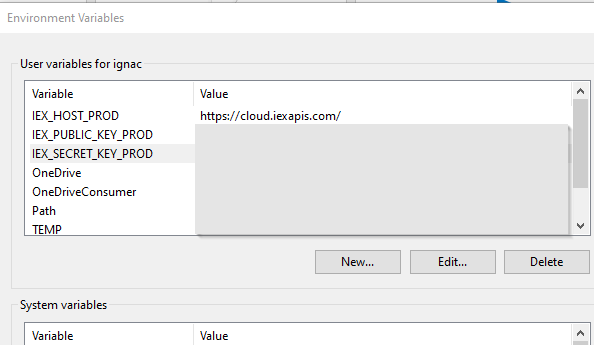 Environment Variables
User variables for ignac
Variable Value
IEX_HOST_PROD https://cloud.iexapis.com/
IEX_PUBLIC_KEY_PROD
IEX_SECRET_KEY_PROD
OneDrive
OneDriveConsumer
Path
TEMP
New... Edit... Delete
System variables
Variable Value